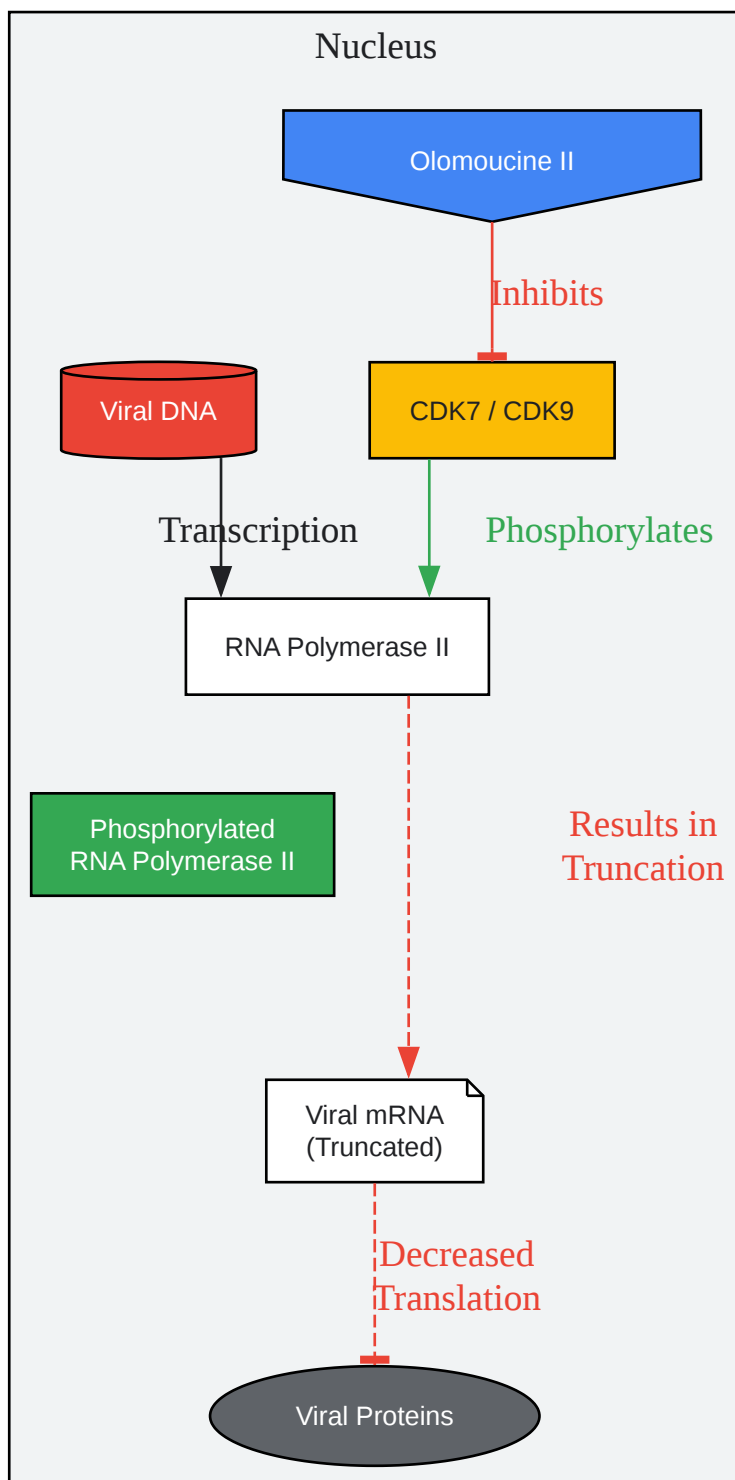 Nucleus
Olomoucine II
Inhibits
Viral DNA
CDK7 / CDK9
Transcription
Phosphorylates
RNA Polymerase II
Phosphorylated
RNA Polymerase II
Results in
Truncation
Viral mRNA
(Truncated)
Decreased
Translation
Viral Proteins